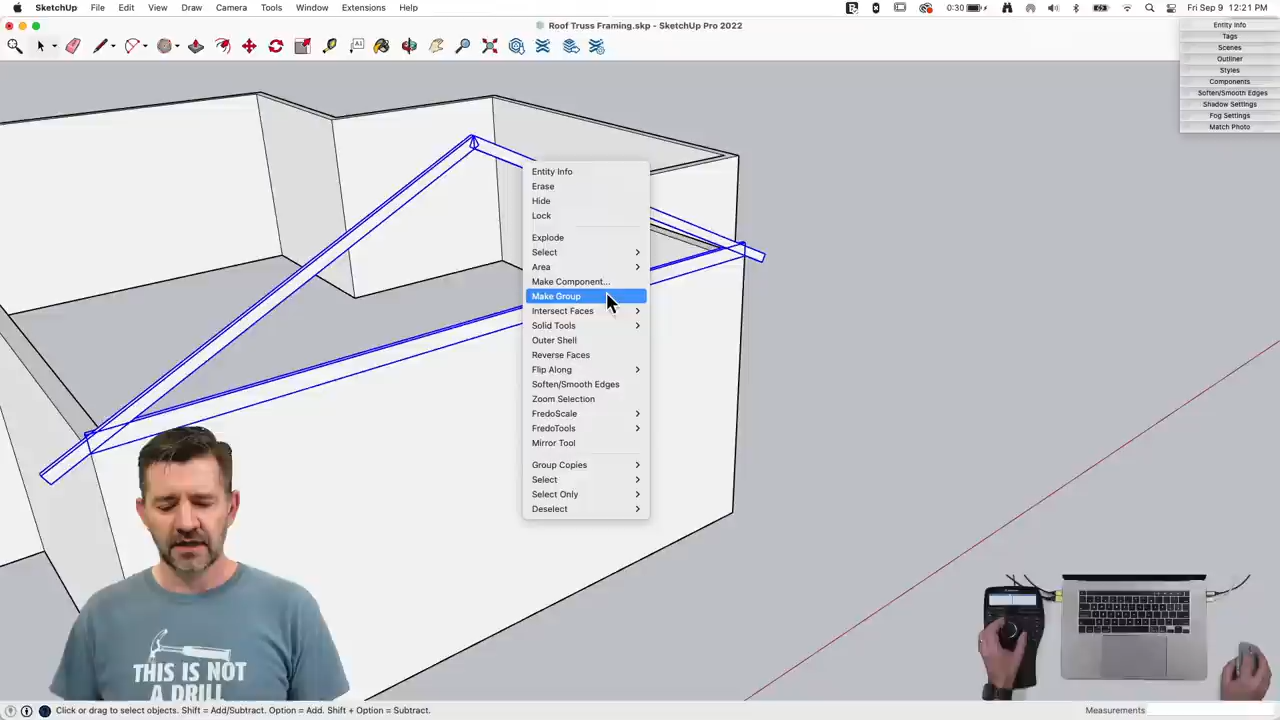 SketchUp File Edit View Draw Camera Tools Window Extensions Help 0:30 Fri Sep 9 12:21 PM
Roof Truss Framing.skp - SketchUp Pro 2022
Entity Info
Tags
Scenes
Outliner
Styles
Components
Soften/Smooth Edges
Shadow Settings
Fog Settings
Match Photo
Entity Info
Erase
Hide
Lock
Explode
Select
Area
Make Component...
Make Group
Intersect Faces
Solid Tools
Outer Shell
Reverse Faces
Flip Along
Soften/Smooth Edges
Zoom Selection
FredoScale
FredoTools
Mirror Tool
Group Copies
Select
Select Only
Deselect
THIS IS NOT
A DRILL
Click or drag to select objects. Shift = Add/Subtract. Option = Add. Shift + Option = Subtract. Measurements